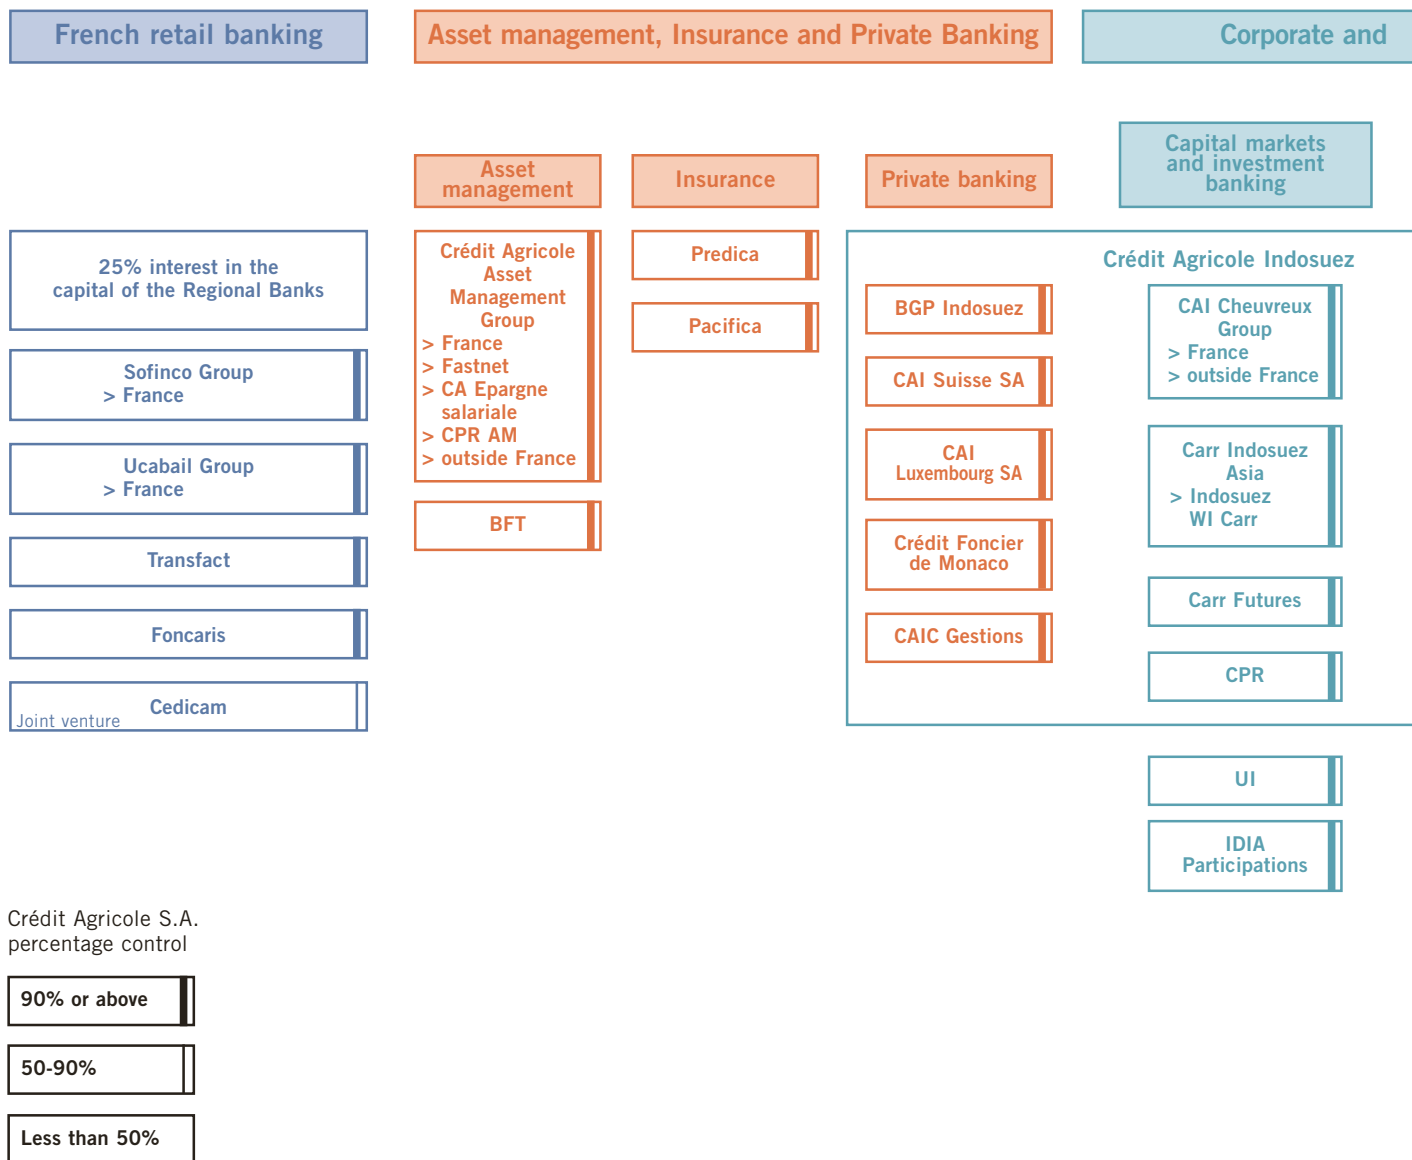 French retail banking
Asset management, Insurance and Private Banking
Corporate and
Asset
management
Insurance
Private banking
Capital markets
and investment
banking
25% interest in the
capital of the Regional Banks
Sofinco Group
> France
Ucabail Group
> France
Transfact
Foncaris
Cedicam
Joint venture
Crédit Agricole
Asset
Management
Group
> France
> Fastnet
> CA Epargne
salariale
> CPR AM
> outside France
BFT
Predica
Pacifica
Crédit Agricole Indosuez
BGP Indosuez
CAI Suisse SA
CAI
Luxembourg SA
Crédit Foncier
de Monaco
CAIC Gestions
CAI Cheuvreux
Group
> France
> outside France
Carr Indosuez
Asia
> Indosuez
WI Carr
Carr Futures
CPR
UI
IDIA
Participations
Crédit Agricole S.A.
percentage control
90% or above
50-90%
Less than 50%